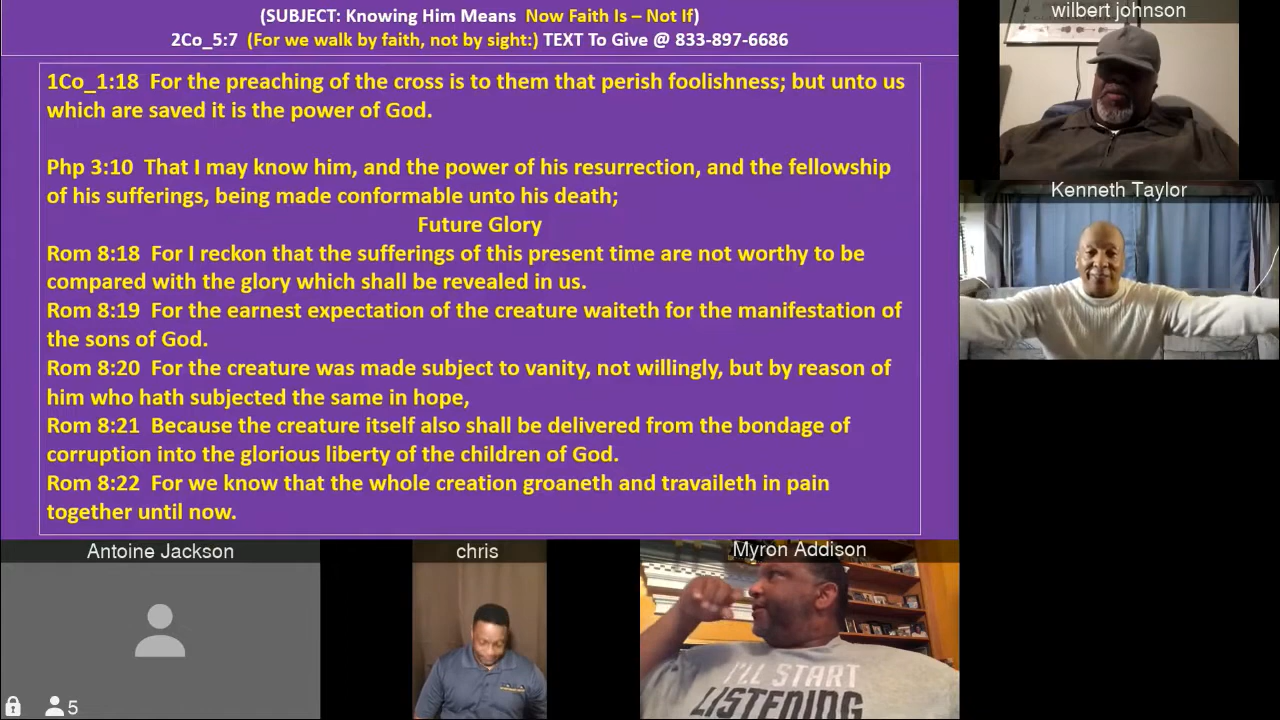 (SUBJECT: Knowing Him Means Now Faith Is – Not If)
2Co_5:7 (For we walk by faith, not by sight:) TEXT To Give @ 833-897-6686
1Co_1:18 For the preaching of the cross is to them that perish foolishness; but unto us
which are saved it is the power of God.
Php 3:10 That I may know him, and the power of his resurrection, and the fellowship
of his sufferings, being made conformable unto his death;
Future Glory
Rom 8:18 For I reckon that the sufferings of this present time are not worthy to be
compared with the glory which shall be revealed in us.
Rom 8:19 For the earnest expectation of the creature waiteth for the manifestation of
the sons of God.
Rom 8:20 For the creature was made subject to vanity, not willingly, but by reason of
him who hath subjected the same in hope,
Rom 8:21 Because the creature itself also shall be delivered from the bondage of
corruption into the glorious liberty of the children of God.
Rom 8:22 For we know that the whole creation groaneth and travaileth in pain
together until now.
wilbert johnson
Kenneth Taylor
Antoine Jackson
chris
Myron Addison
I'LL START
LISTENING
5